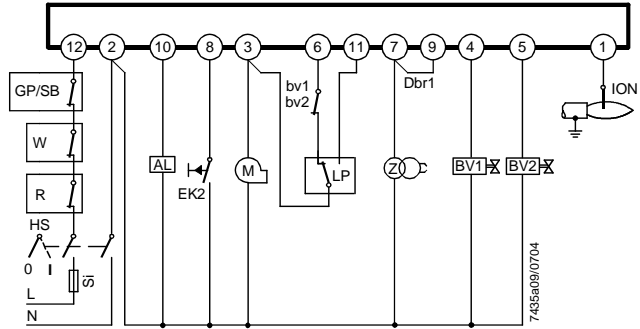 12 2 10 8 3 6 11 7 9 4 5 1
GP/SB
bv1
bv2
Dbr1
ION
W
AL
EK2
M
LP
Z
BV1
BV2
R
HS
0 I
Si
L
N
7435a09/0704